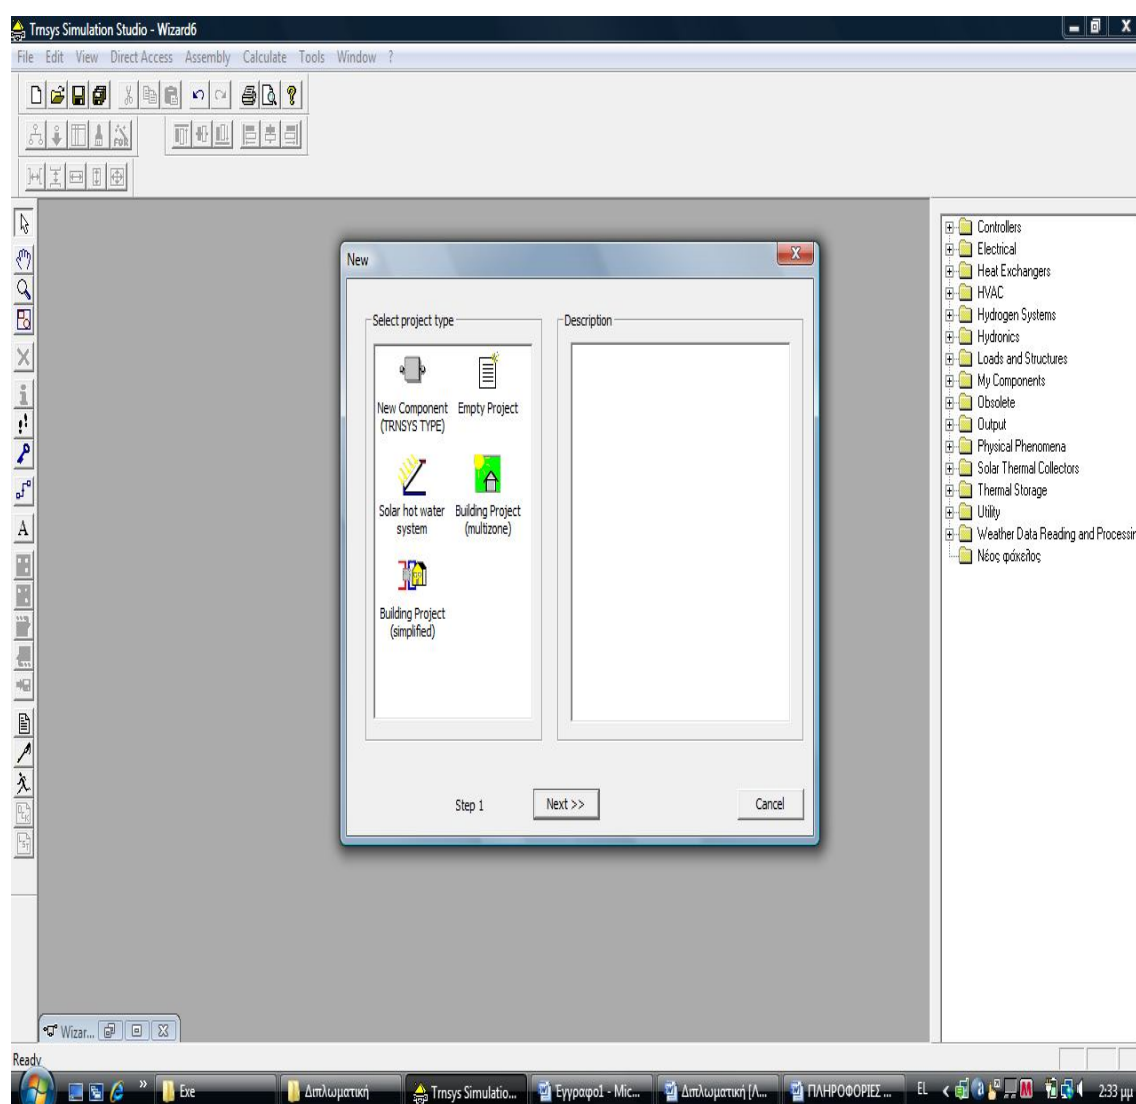 Trnsys Simulation Studio - Wizard6
File Edit View Direct Access Assembly Calculate Tools Window ?
FOR
New
Select project type
Description
New Component
(TRNSYS TYPE)
Empty Project
Solar hot water
system
Building Project
(multizone)
Building Project
(simplified)
Step 1
Next >>
Cancel
Controllers
Electrical
Heat Exchangers
HVAC
Hydrogen Systems
Hydronics
Loads and Structures
My Components
Obsolete
Output
Physical Phenomena
Solar Thermal Collectors
Thermal Storage
Utility
Weather Data Reading and Processin
Νέος φάκελος
A
Wizar...
Ready
Exe
Διπλωματική
Trnsys Simulatio...
Έγγραφο1 - Mic...
Διπλωματική [Λ...
ΠΛΗΡΟΦΟΡΙΕΣ ...
EL
2:33 μμ